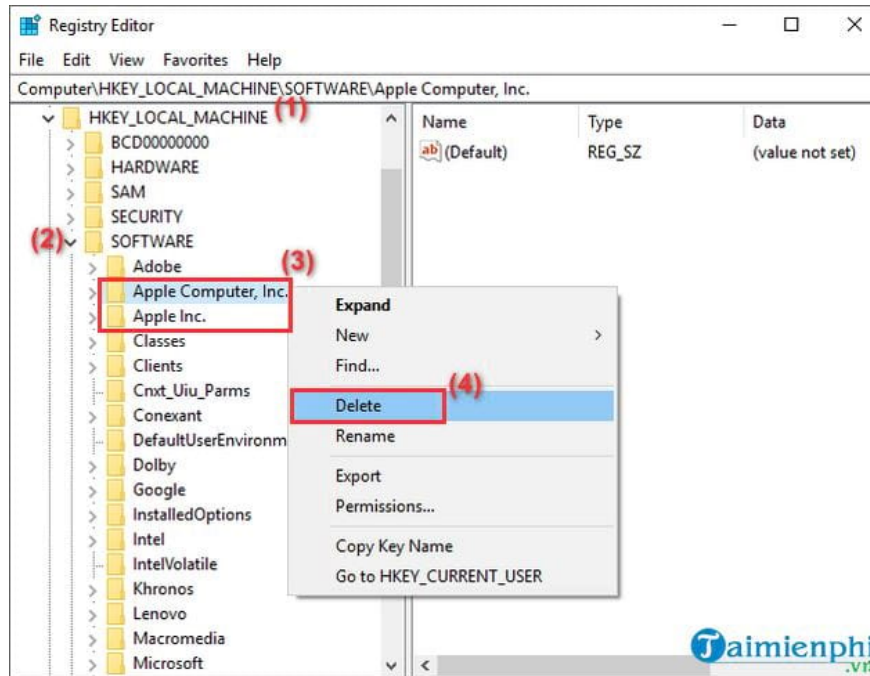 Registry Editor
File Edit View Favorites Help
Computer\HKEY_LOCAL_MACHINE\SOFTWARE\Apple Computer, Inc.
HKEY_LOCAL_MACHINE (1)
BCD00000000
HARDWARE
SAM
SECURITY
(2) SOFTWARE
Adobe (3)
Apple Computer, Inc.
Apple Inc.
Classes
Clients
Cnxt_Uiu_Parms
Conexant
DefaultUserEnvironm
Dolby
Google
InstalledOptions
Intel
IntelVolatile
Khronos
Lenovo
Macromedia
Microsoft
Expand
New
Find...
Delete (4)
Rename
Export
Permissions...
Copy Key Name
Go to HKEY_CURRENT_USER
Name Type Data
ab (Default) REG_SZ (value not set)
Taimienphi
.vn